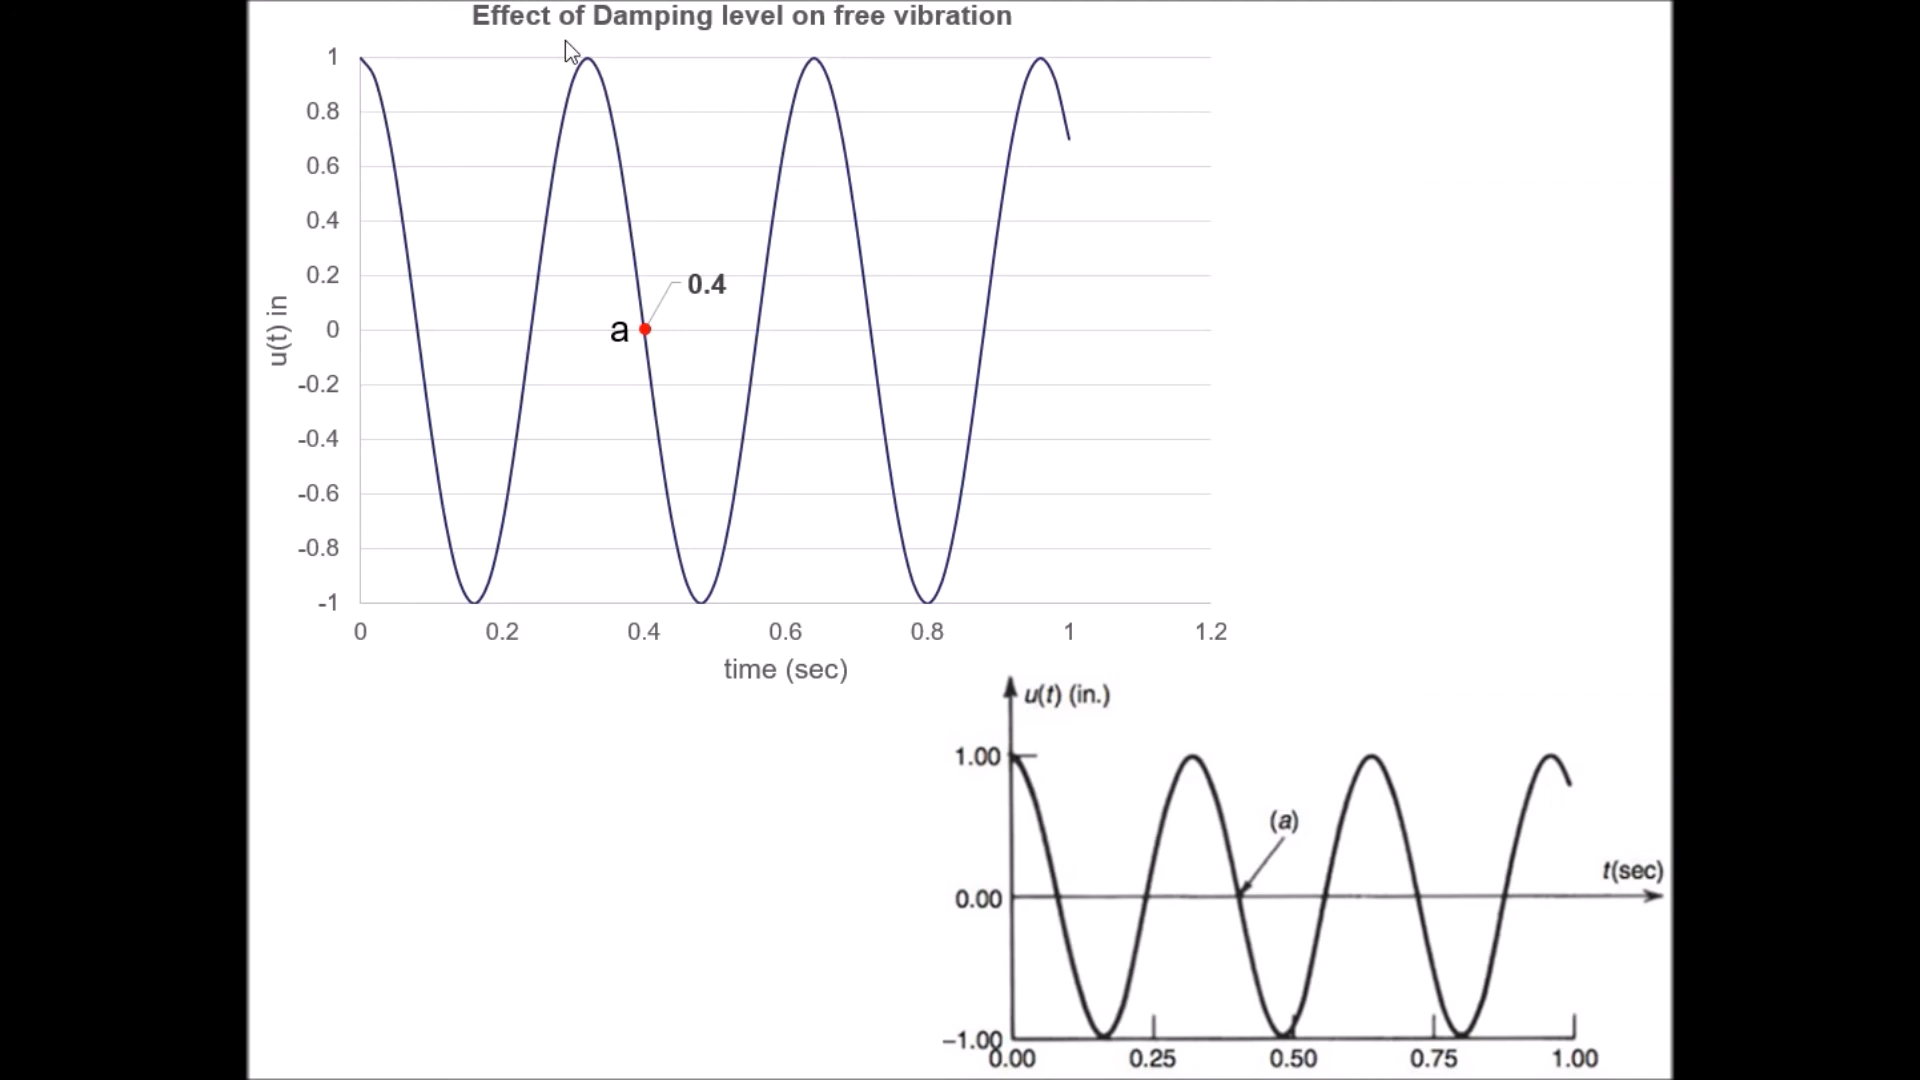 Effect of Damping level on free vibration
1
0.8
0.6
0.4
0.2
0
-0.2
-0.4
-0.6
-0.8
-1
u(t) in
0.4
a
0 0.2 0.4 0.6 0.8 1 1.2
time (sec)
u(t) (in.)
1.00
(a)
t(sec)
0.00
−1.00
0.00 0.25 0.50 0.75 1.00